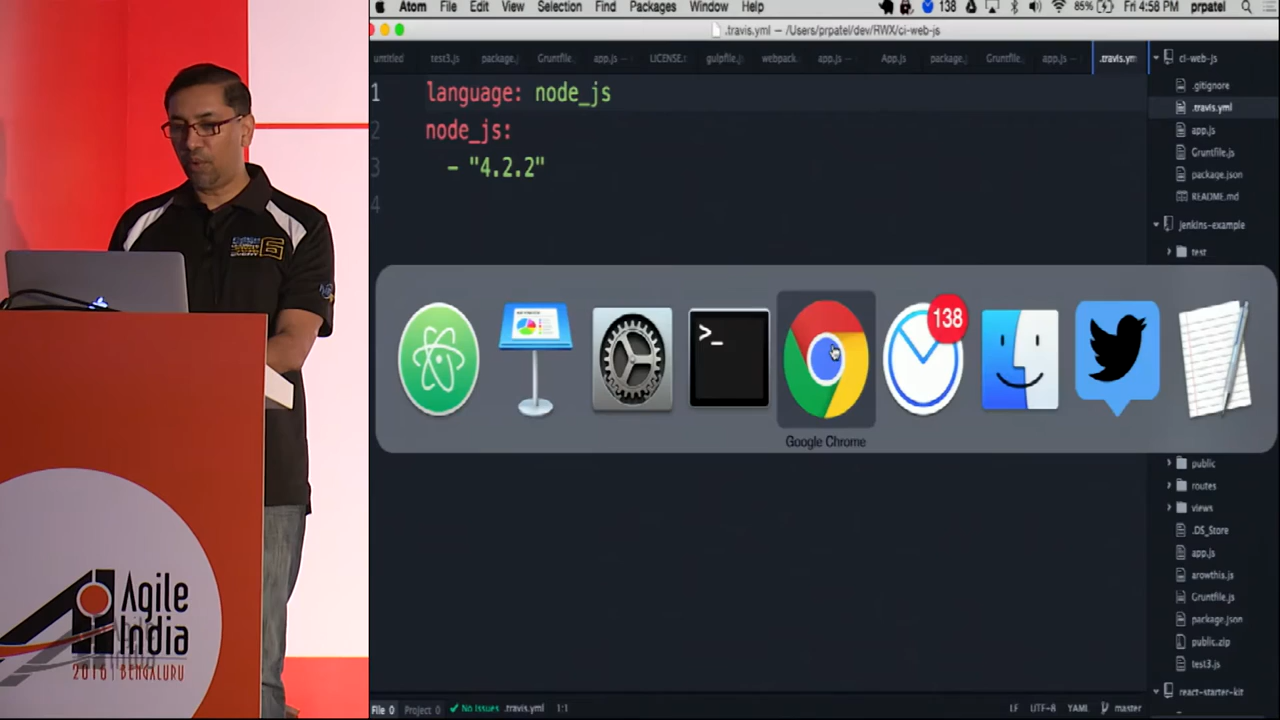 Atom File Edit View Selection Find Packages Window Help 138 85% Fri 4:58 PM prpatel
.travis.yml — /Users/prpatel/dev/RWX/ci-web-js
untitled test3.js package. Gruntfile. app.js — LICENSE. gulpfile.js webpack. app.js — App.js package. Gruntfile. app.js — .travis.ym
1 language: node_js
2 node_js:
3 - "4.2.2"
4
ci-web-js
.gitignore
.travis.yml
app.js
Gruntfile.js
package.json
README.md
jenkins-example
test
>_
138
Google Chrome
public
routes
views
.DS_Store
app.js
arowthis.js
Gruntfile.js
package.json
public.zip
test3.js
react-starter-kit
File 0 Project 0 No Issues .travis.yml 1:1 LF UTF-8 YAML master
6
Agile
India
2016 | BENGALURU